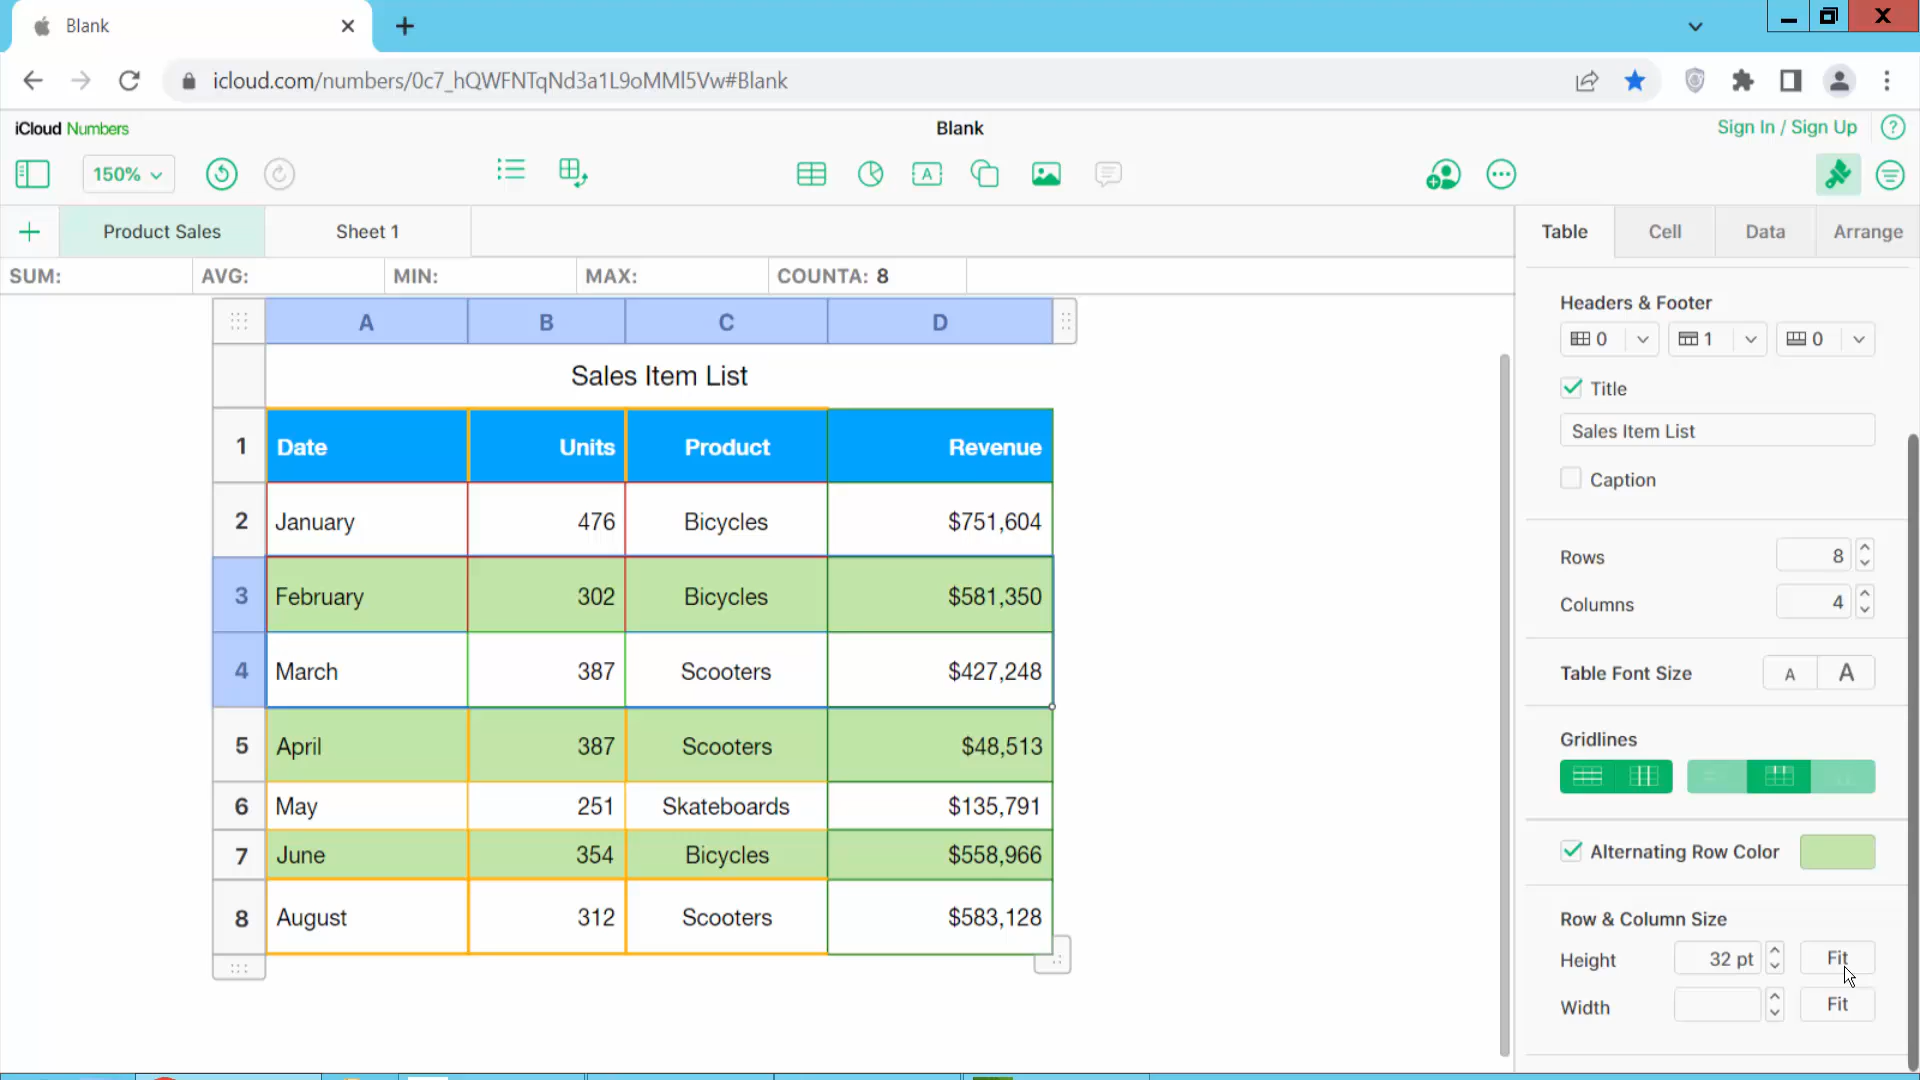 Blank
icloud.com/numbers/0c7_hQWFNTqNd3a1L9oMMl5Vw#Blank
iCloud Numbers
Blank
Sign In / Sign Up
?
150%
Product Sales
Sheet 1
Table
Cell
Data
Arrange
SUM:
AVG:
MIN:
MAX:
COUNTA: 8
A B C D
Sales Item List
1 Date Units Product Revenue
2 January 476 Bicycles $751,604
3 February 302 Bicycles $581,350
4 March 387 Scooters $427,248
5 April 387 Scooters $48,513
6 May 251 Skateboards $135,791
7 June 354 Bicycles $558,966
8 August 312 Scooters $583,128
Headers & Footer
0 1 0
Title
Sales Item List
Caption
Rows 8
Columns 4
Table Font Size A A
Gridlines
Alternating Row Color
Row & Column Size
Height 32 pt Fit
Width Fit